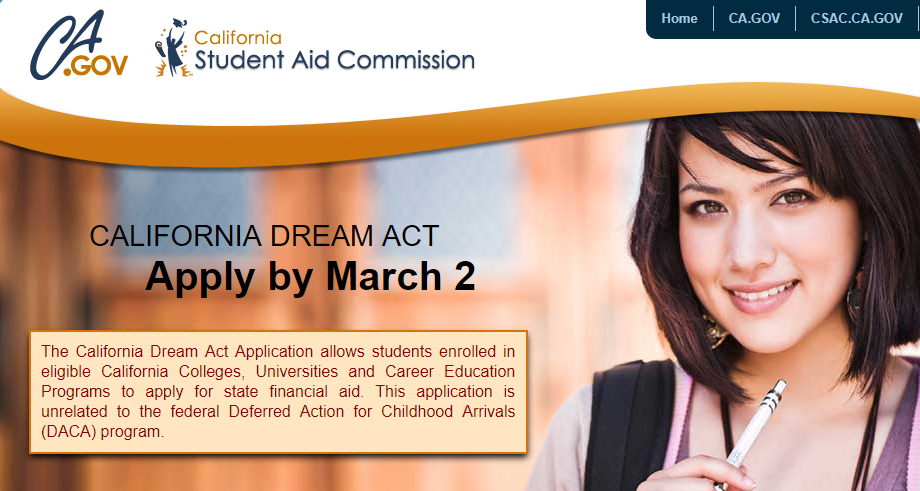 CA
.GOV
California
Student Aid Commission
Home
CA.GOV
CSAC.CA.GOV
CALIFORNIA DREAM ACT
Apply by March 2
The California Dream Act Application allows students enrolled in
eligible California Colleges, Universities and Career Education
Programs to apply for state financial aid. This application is
unrelated to the federal Deferred Action for Childhood Arrivals
(DACA) program.